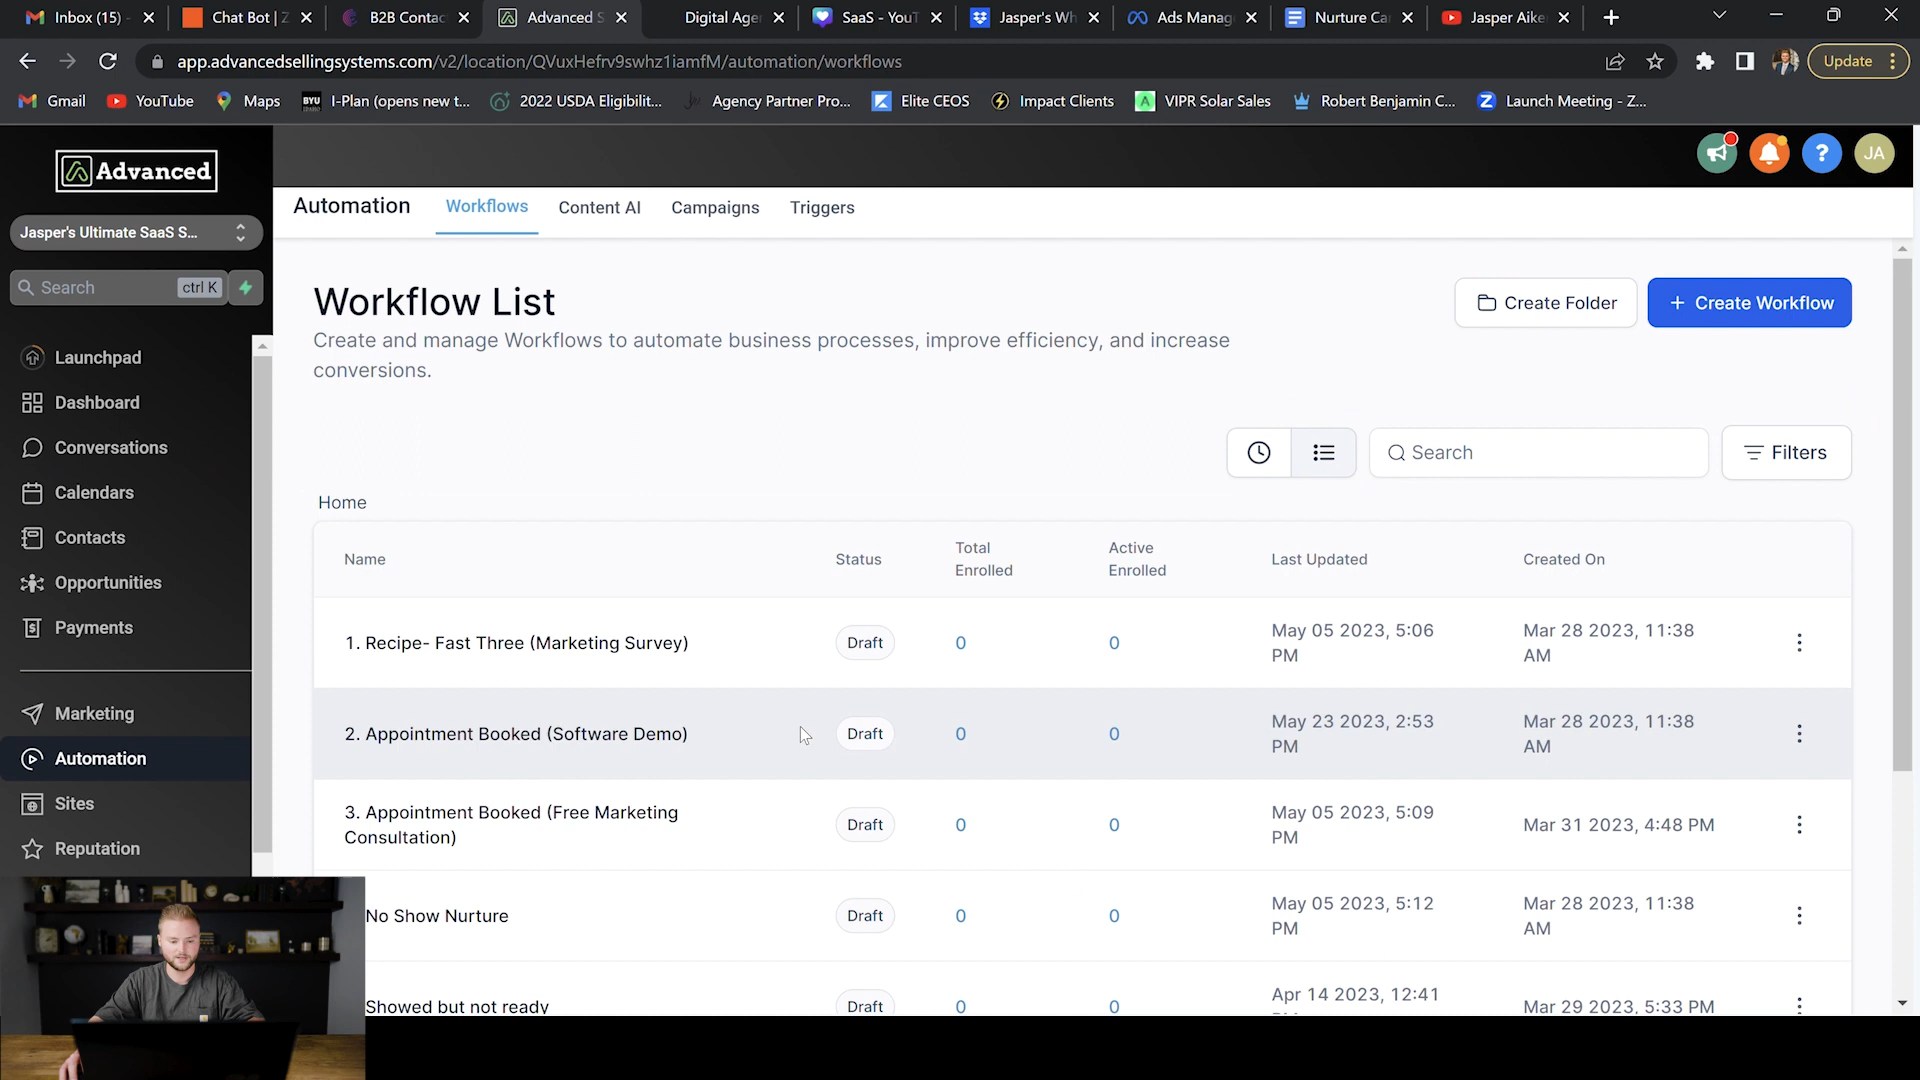 Inbox (15)
Chat Bot | Z
B2B Contac
Advanced S
Digital Agen
SaaS - YouT
Jasper's Wh
Ads Manag
Nurture Ca
Jasper Aike
app.advancedsellingsystems.com/v2/location/QVuxHefrv9swhz1iamfM/automation/workflows
Update
Gmail
YouTube
Maps
BYU
I-Plan (opens new t...
2022 USDA Eligibilit...
Agency Partner Pro...
Elite CEOS
Impact Clients
A
VIPR Solar Sales
Robert Benjamin C...
Z
Launch Meeting - Z...
Advanced
?
JA
Jasper's Ultimate SaaS S...
Search
ctrl K
Launchpad
Dashboard
Conversations
Calendars
Contacts
Opportunities
Payments
Marketing
Automation
Sites
Reputation
Automation
Workflows
Content AI
Campaigns
Triggers
Workflow List
Create Folder
+ Create Workflow
Create and manage Workflows to automate business processes, improve efficiency, and increase
conversions.
Search
Filters
Home
Name
Status
Total
Enrolled
Active
Enrolled
Last Updated
Created On
1. Recipe- Fast Three (Marketing Survey)
Draft
0
0
May 05 2023, 5:06
PM
Mar 28 2023, 11:38
AM
2. Appointment Booked (Software Demo)
Draft
0
0
May 23 2023, 2:53
PM
Mar 28 2023, 11:38
AM
3. Appointment Booked (Free Marketing
Consultation)
Draft
0
0
May 05 2023, 5:09
PM
Mar 31 2023, 4:48 PM
No Show Nurture
Draft
0
0
May 05 2023, 5:12
PM
Mar 28 2023, 11:38
AM
Showed but not ready
Draft
0
0
Apr 14 2023, 12:41
Mar 29 2023, 5:33 PM